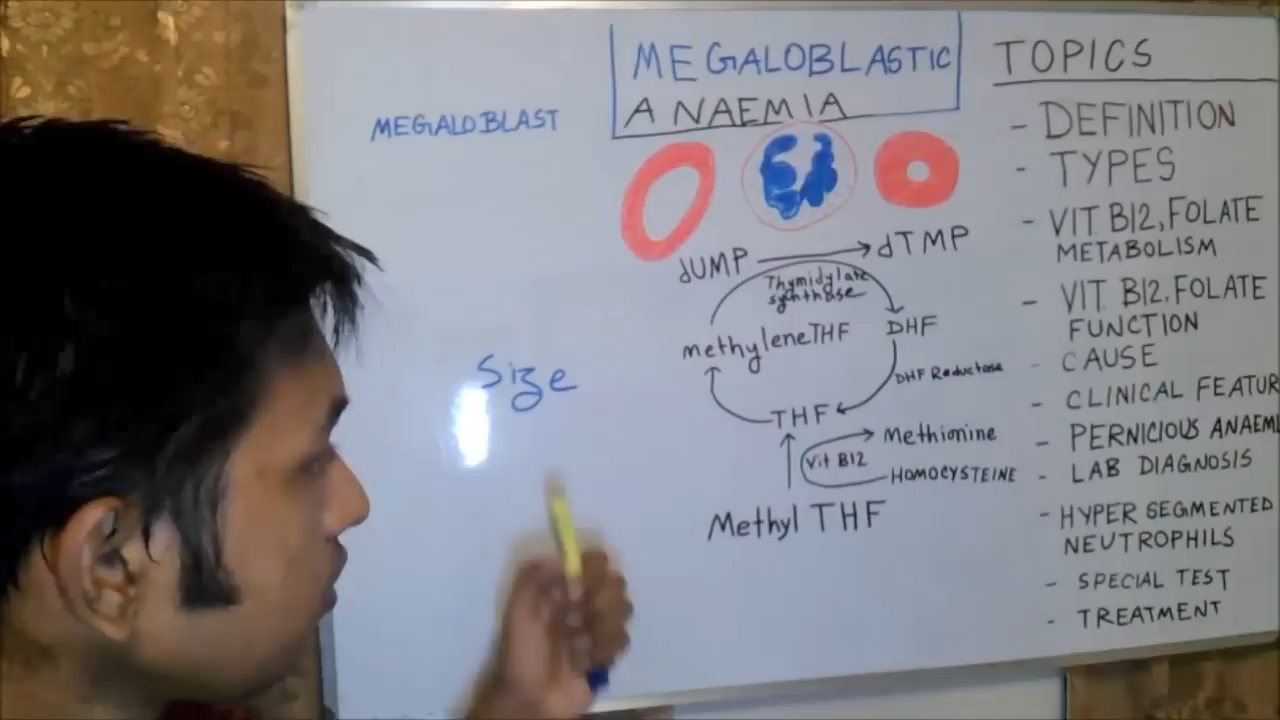 MEGALOBLASTIC
ANAEMIA
MEGALOBLAST
Size
dUMP
dTMP
Thymidylate
synthase
methyleneTHF
DHF
DHF Reductase
THF
Methionine
Vit B12
HOMOCYSTEINE
Methyl THF
TOPICS
- DEFINITION
- TYPES
- VIT B12, FOLATE
METABOLISM
- VIT B12. FOLATE
FUNCTION
- CAUSE
- CLINICAL FEATUR
- PERNICIOUS ANAEMI
- LAB DIAGNOSIS
- HYPER SEGMENTED
NEUTROPHILS
- SPECIAL TEST
- TREATMENT